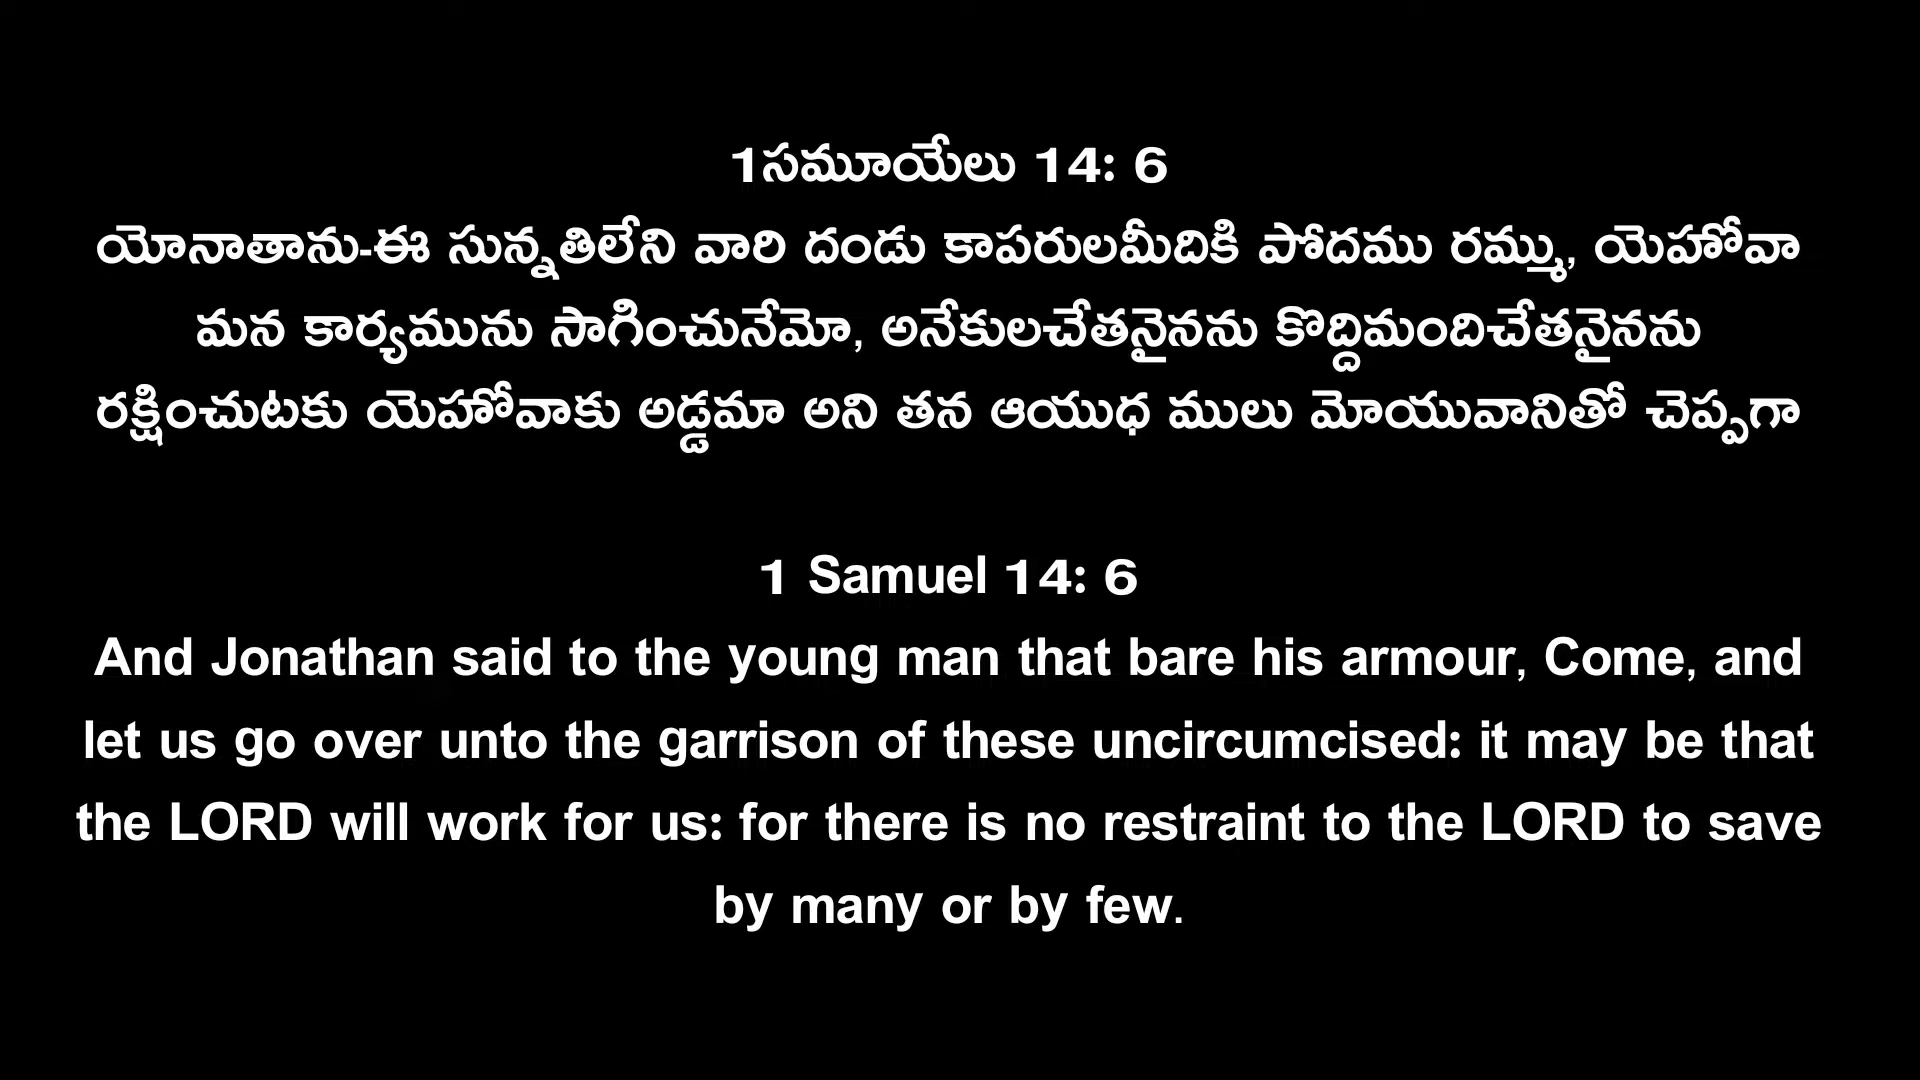 1సమూయేలు 14: 6
యోనాతాను-ఈ సున్నతిలేని వారి దండు కాపరులమీదికి పోదము రమ్ము, యెహోవా
మన కార్యమును సాగించునేమో, అనేకులచేతనైనను కొద్దిమందిచేతనైనను
రక్షించుటకు యెహోవాకు అడ్డమా అని తన ఆయుధ ములు మోయువానితో చెప్పగా
1 Samuel 14: 6
And Jonathan said to the young man that bare his armour, Come, and
let us go over unto the garrison of these uncircumcised: it may be that
the LORD will work for us: for there is no restraint to the LORD to save
by many or by few.